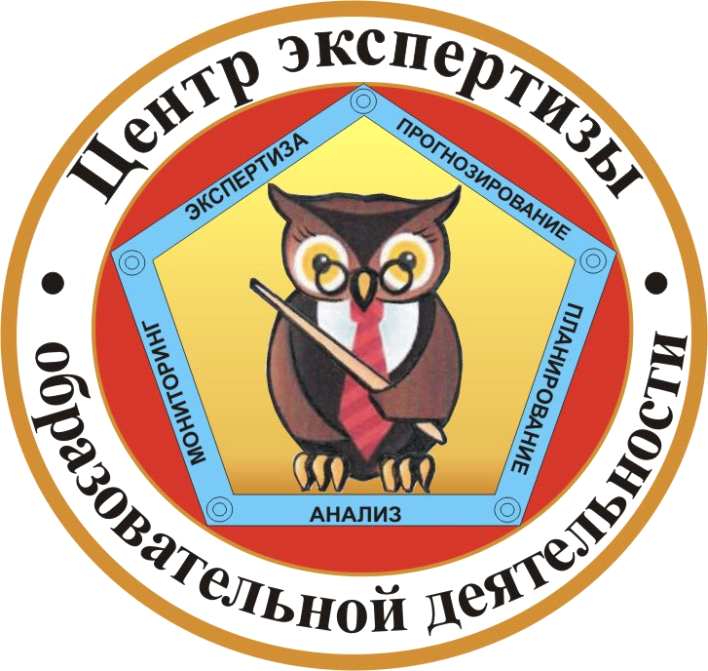 Центр экспертизы
образовательной деятельности
ЭКСПЕРТИЗА
ПРОГНОЗИРОВАНИЕ
ПЛАНИРОВАНИЕ
АНАЛИЗ
МОНИТОРИНГ